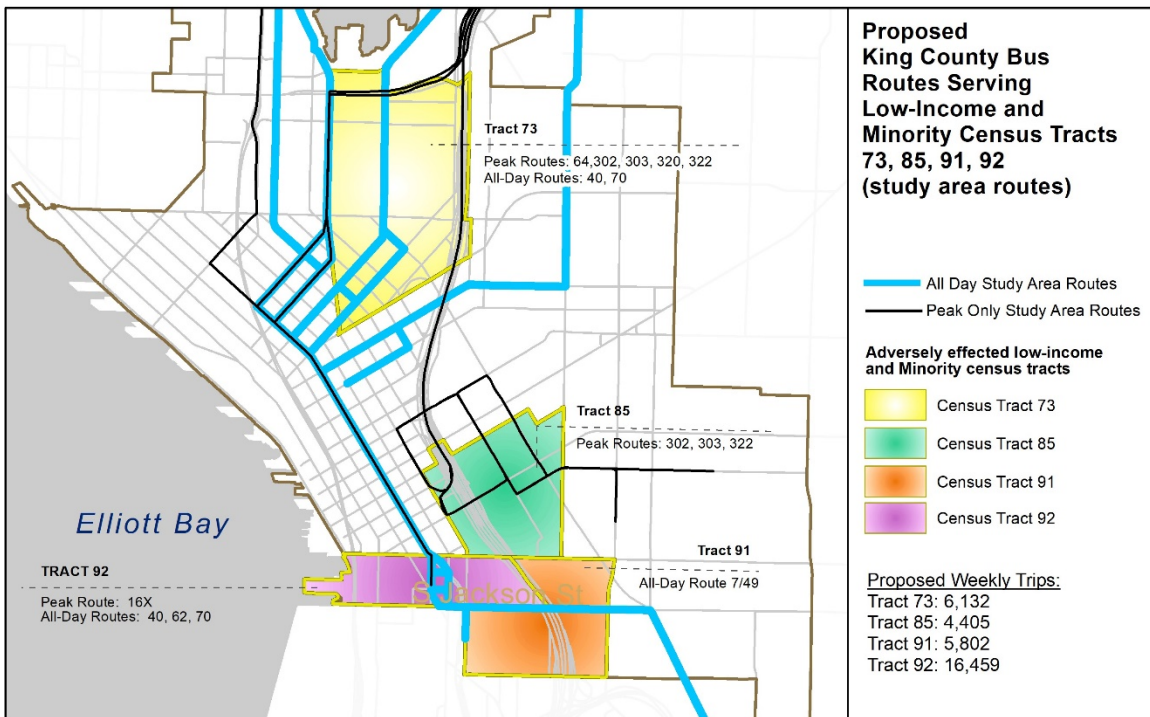 Proposed
King County Bus
Routes Serving
Low-Income and
Minority Census Tracts
73, 85, 91, 92
(study area routes)
All Day Study Area Routes
Peak Only Study Area Routes
Adversely effected low-income
and Minority census tracts
Census Tract 73
Census Tract 85
Census Tract 91
Census Tract 92
Proposed Weekly Trips:
Tract 73: 6,132
Tract 85: 4,405
Tract 91: 5,802
Tract 92: 16,459
Tract 73
Peak Routes: 64,302, 303, 320, 322
All-Day Routes: 40, 70
Tract 85
Peak Routes: 302, 303, 322
Elliott Bay
Tract 91
All-Day Route 7/49
TRACT 92
Peak Route: 16X
All-Day Routes: 40, 62, 70
S Jackson St